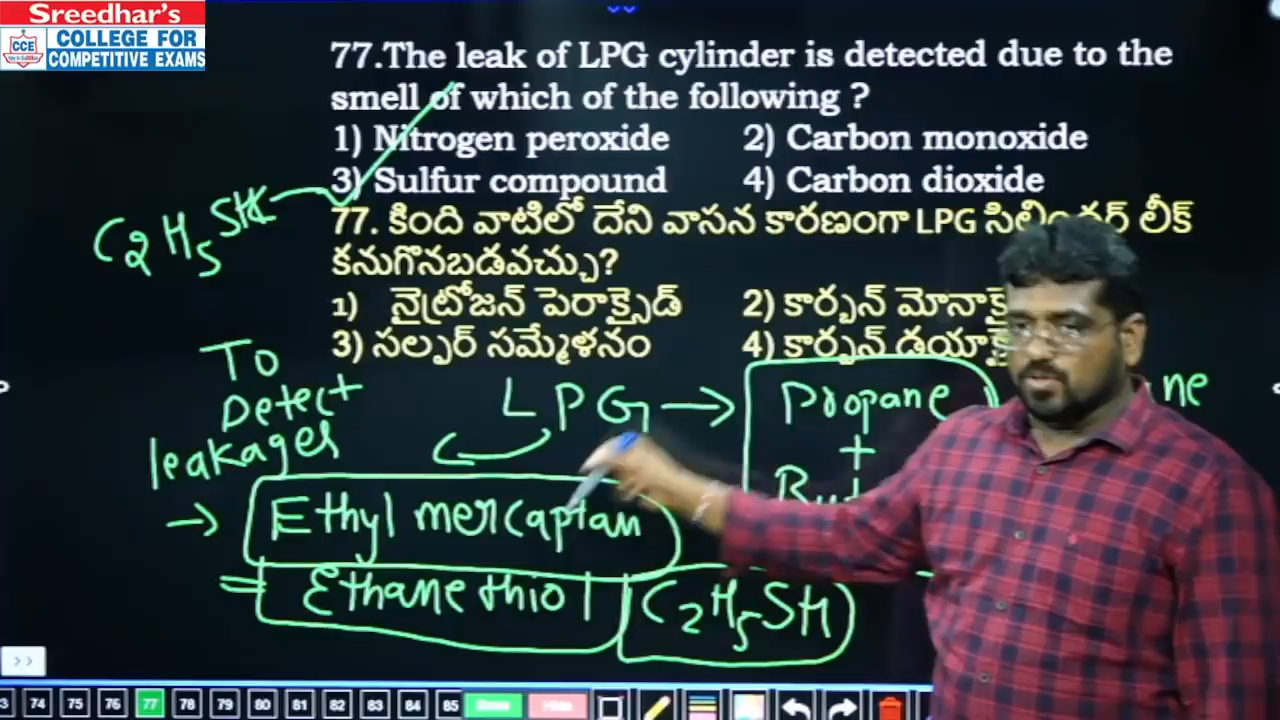 Sreedhar's
CCE
COLLEGE FOR
COMPETITIVE EXAMS
77.The leak of LPG cylinder is detected due to the
smell of which of the following ?
1) Nitrogen peroxide 2) Carbon monoxide
3) Sulfur compound 4) Carbon dioxide
C2H5SH
77. కింది వాటిలో దేని వాసన కారణంగా LPG లీక్
కనుగొనబడవచ్చు?
1) నైట్రోజన్ పెరాక్సైడ్ 2) కార్బన్
3) సల్ఫర్ సమ్మేళనం 4) కార్బన్
To
Detect
leakages
LPG → Propane
+
→ Ethyl mercaptan
= Ethanethiol (C2H5SH)
>> 
74 75 76 77 78 79 80 81 82 83 84 85